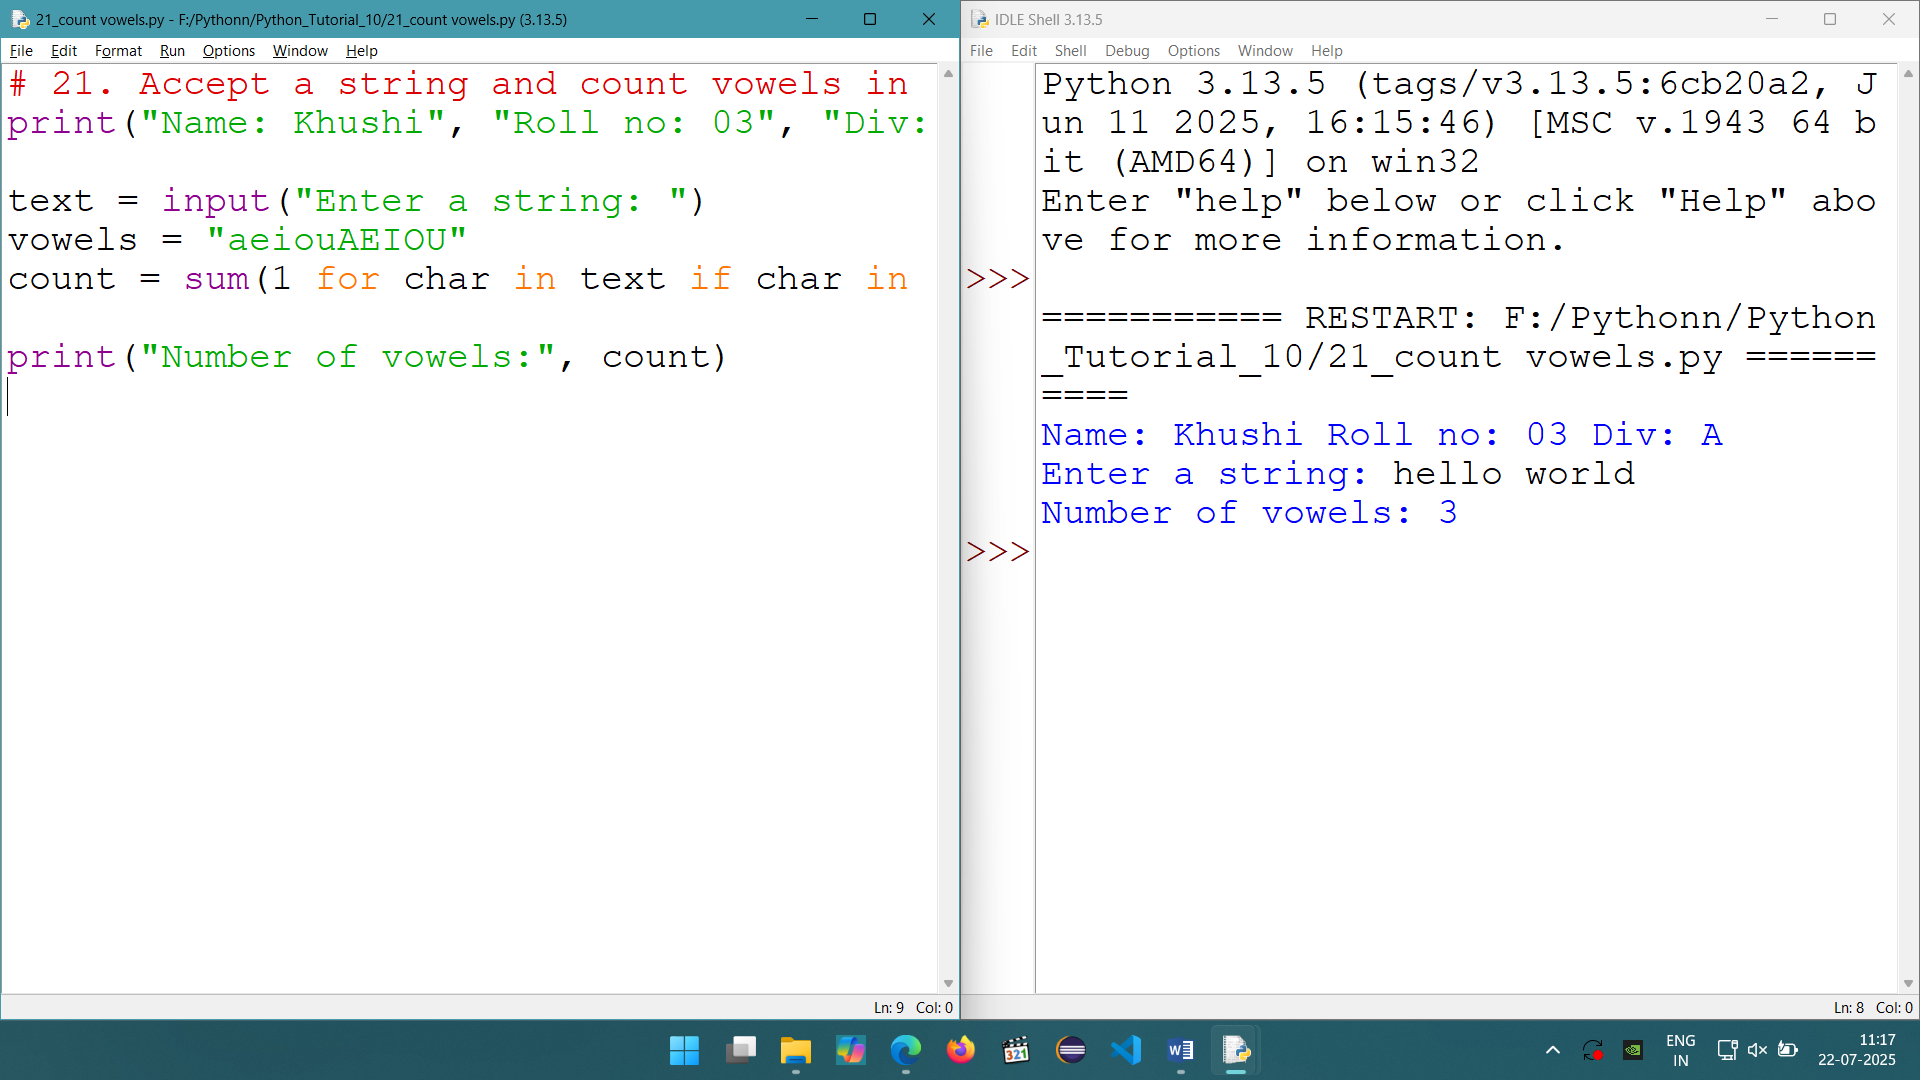 21_count vowels.py - F:/Pythonn/Python_Tutorial_10/21_count vowels.py (3.13.5)
File Edit Format Run Options Window Help
# 21. Accept a string and count vowels in
print("Name: Khushi", "Roll no: 03", "Div:
text = input("Enter a string: ")
vowels = "aeiouAEIOU"
count = sum(1 for char in text if char in
print("Number of vowels:", count)
Ln: 9 Col: 0
IDLE Shell 3.13.5
File Edit Shell Debug Options Window Help
Python 3.13.5 (tags/v3.13.5:6cb20a2, J
un 11 2025, 16:15:46) [MSC v.1943 64 b
it (AMD64)] on win32
Enter "help" below or click "Help" abo
ve for more information.
>>>
=========== RESTART: F:/Pythonn/Python
_Tutorial_10/21_count vowels.py ======
====
Name: Khushi Roll no: 03 Div: A
Enter a string: hello world
Number of vowels: 3
>>>
Ln: 8 Col: 0
321
ENG
IN
11:17
22-07-2025